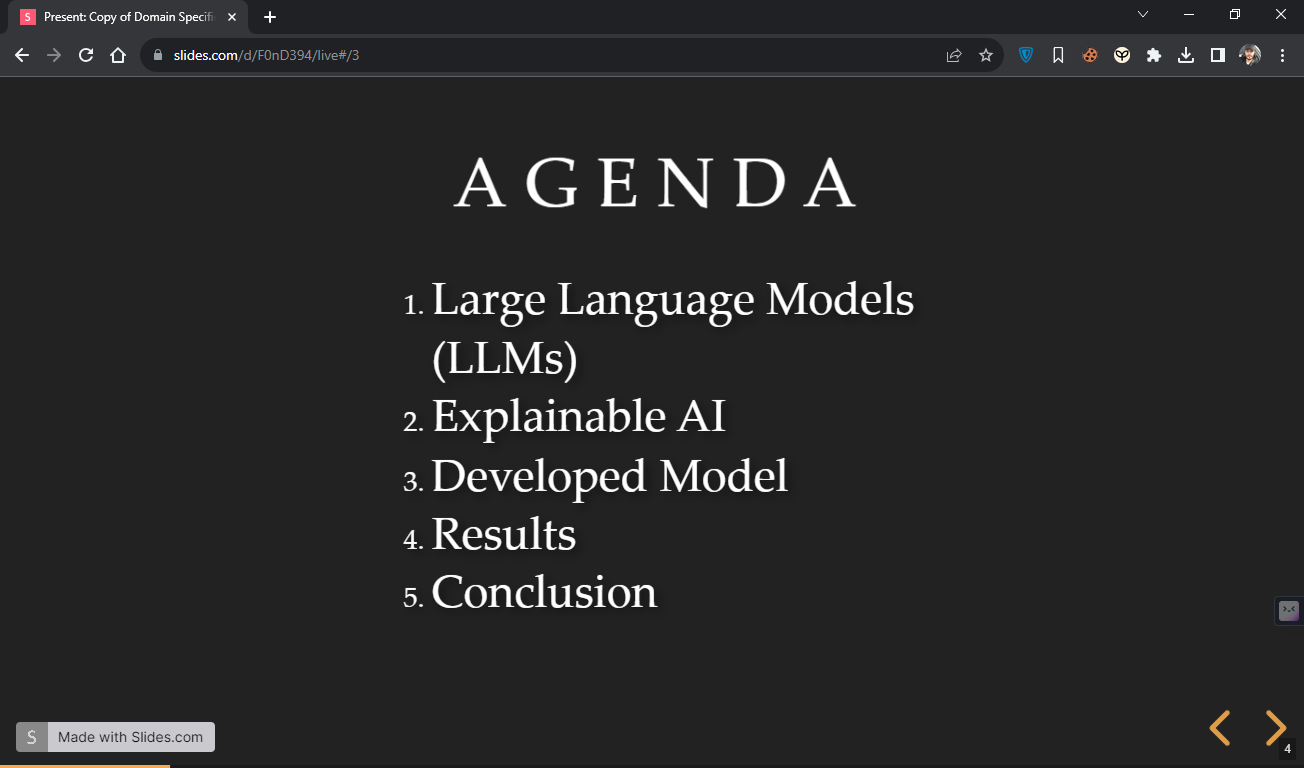 S Present: Copy of Domain Specifi
slides.com/d/F0nD394/live#/3
A G E N D A
1. Large Language Models
(LLMs)
2. Explainable AI
3. Developed Model
4. Results
5. Conclusion
S Made with Slides.com
4